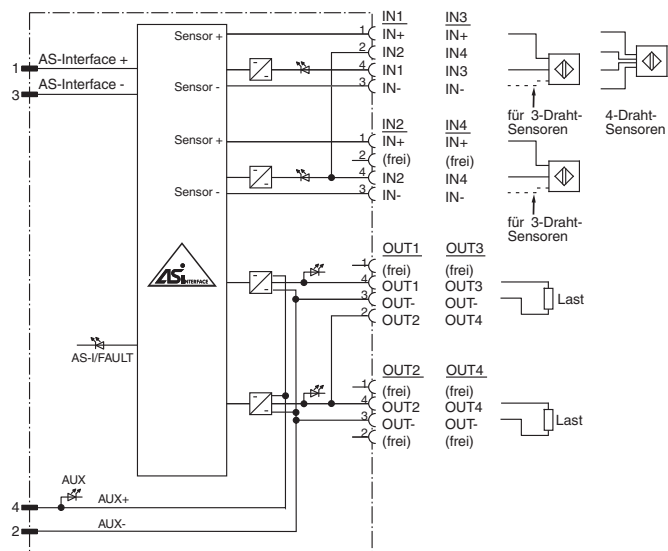 IN1 IN3
Sensor + 1 IN+ IN+
2 IN2 IN4
1 AS-Interface + 4 IN1 IN3
3 AS-Interface - Sensor - 3 IN- IN-
für 3-Draht-
Sensoren
4-Draht-
Sensoren
IN2 IN4
Sensor + 1 IN+ IN+
2 (frei) (frei)
4 IN2 IN4
Sensor - 3 IN- IN-
für 3-Draht-
Sensoren
OUT1 OUT3
1 (frei) (frei)
ASi INTERFACE 4 OUT1 OUT3
3 OUT- OUT- Last
2 OUT2 OUT4
AS-I/FAULT
OUT2 OUT4
1 (frei) (frei)
4 OUT2 OUT4
3 OUT- OUT- Last
2 (frei) (frei)
AUX
4 AUX+
2 AUX-